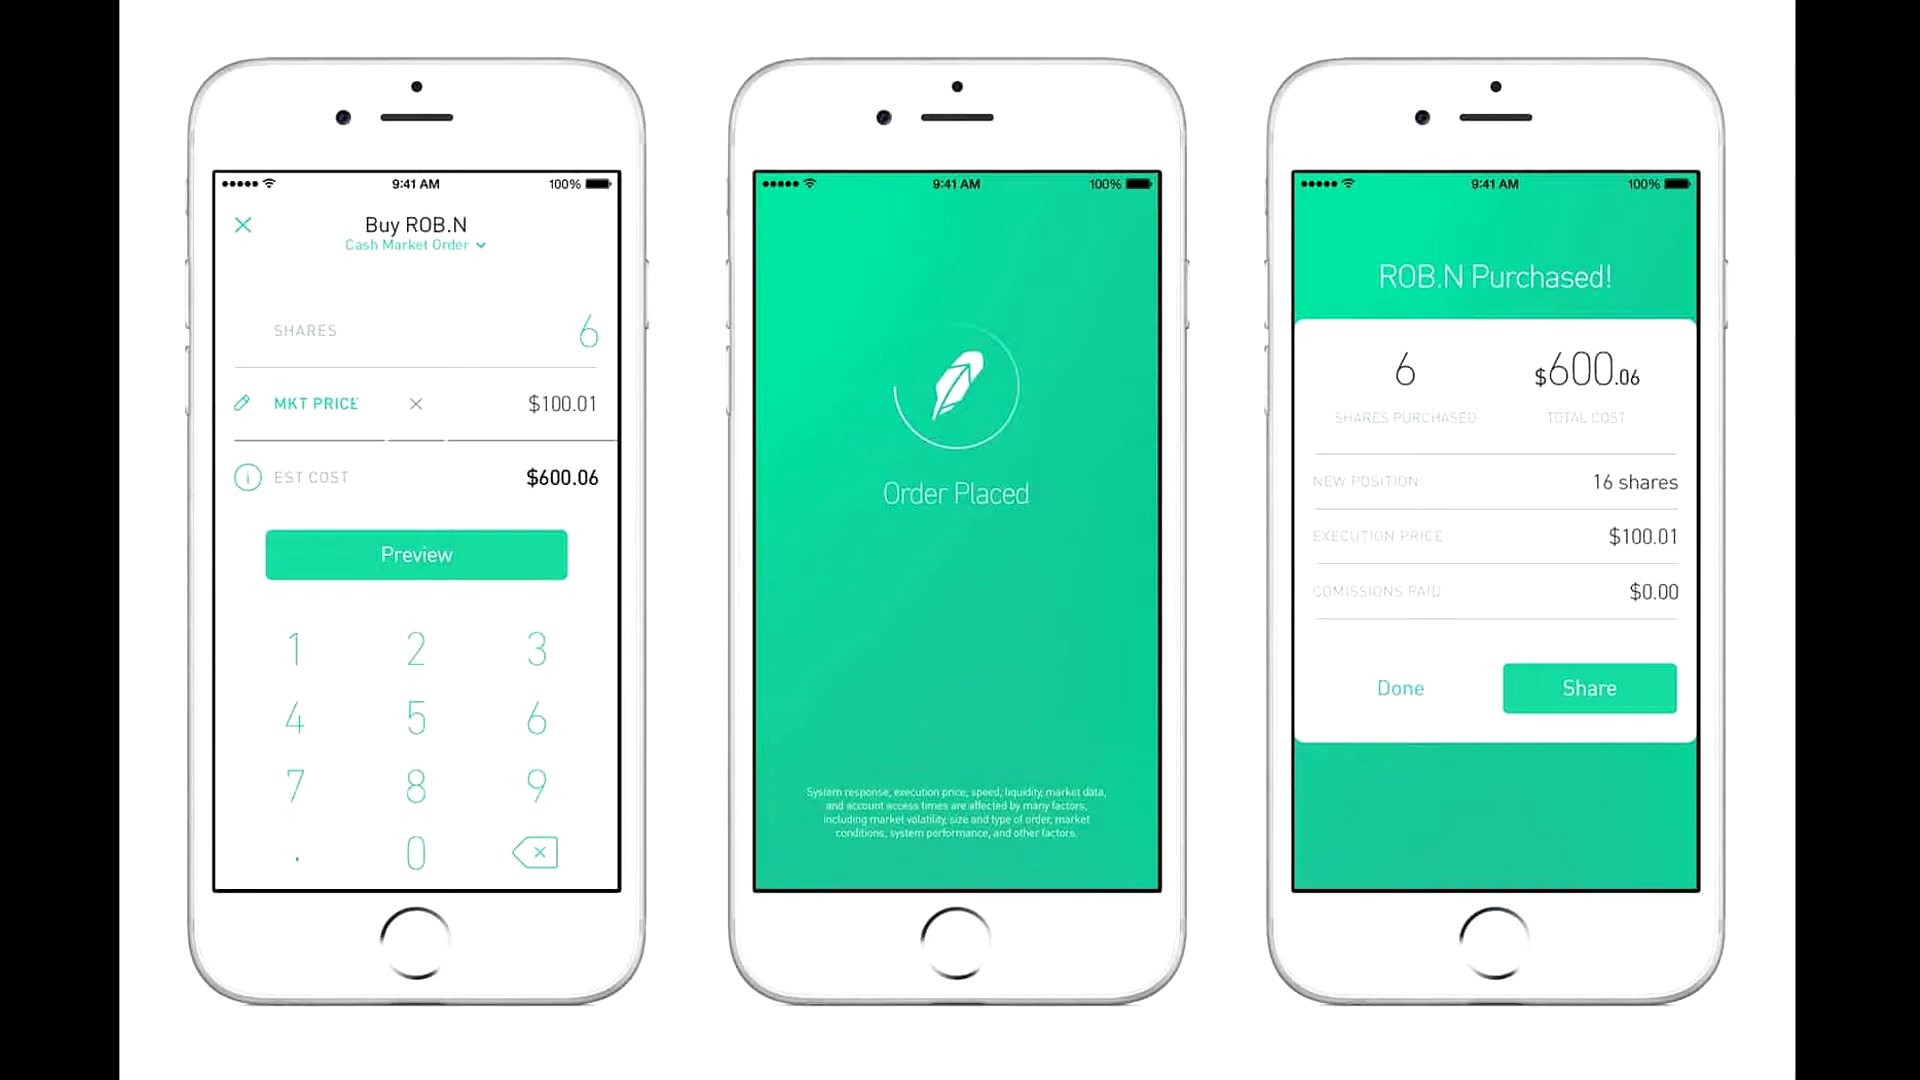 9:41 AM 100%
Buy ROB.N
Cash Market Order
SHARES 6
MKT PRICE × $100.01
i EST COST $600.06
Preview
1 2 3
4 5 6
7 8 9
. 0 ×
9:41 AM 100%
Order Placed
System response, execution price, speed, liquidity, market data,
and account access times are affected by many factors,
including market volatility, size and type of order, market
conditions, system performance, and other factors.
9:41 AM 100%
ROB.N Purchased!
6 $600.06
SHARES PURCHASED TOTAL COST
NEW POSITION 16 shares
EXECUTION PRICE $100.01
COMISSIONS PAID $0.00
Done Share